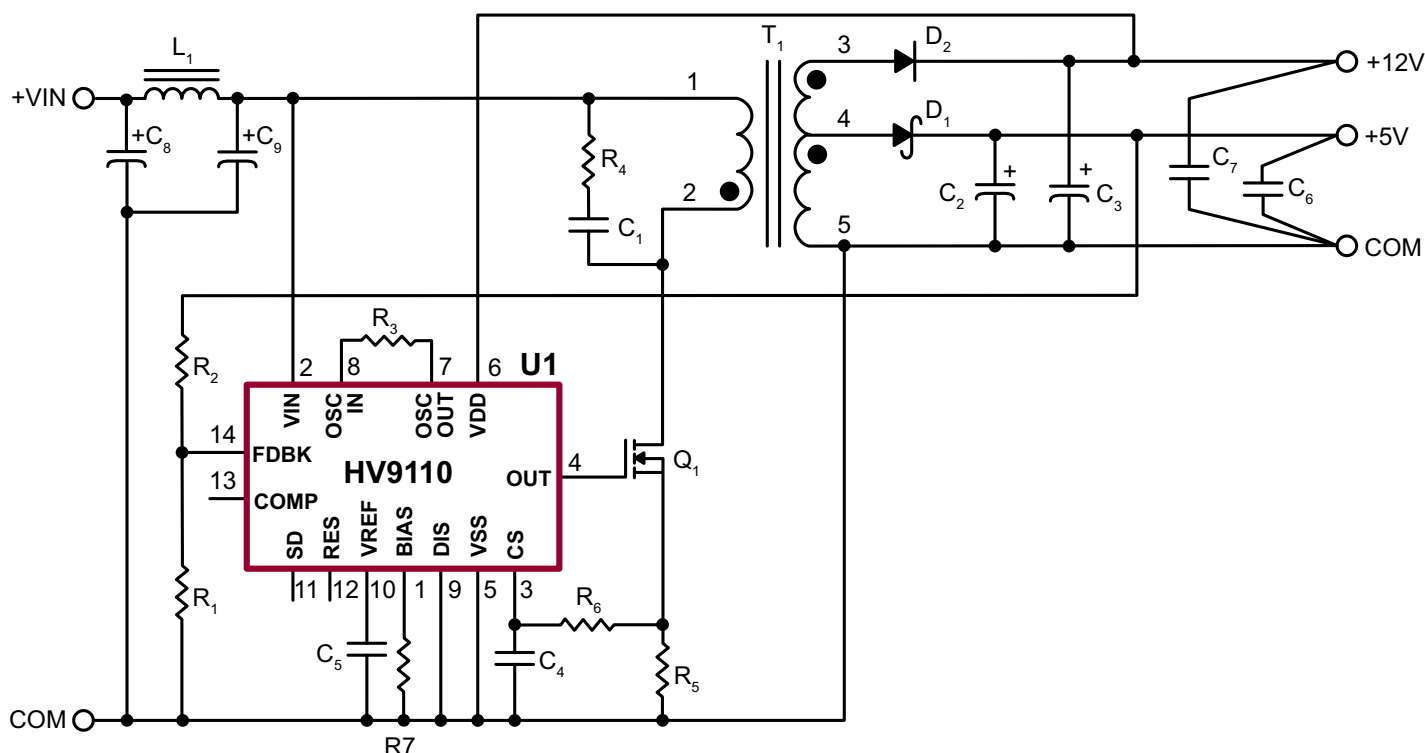 L₁
T₁
3
D₂
+12V
+VIN
1
4
D₁
+5V
+C₈
+C₉
R₄
C₇
C₆
2
C₁
5
C₂
+
C₃
+
COM
R₃
R₂
2
8
7
6
U1
VIN
OSC IN
OSC OUT
VDD
14
FDBK
Q₁
4
13
HV9110
OUT
COMP
SD
RES
VREF
BIAS
DIS
VSS
CS
11
12
10
1
9
5
3
R₁
R₆
C₅
C₄
R₅
COM
R7